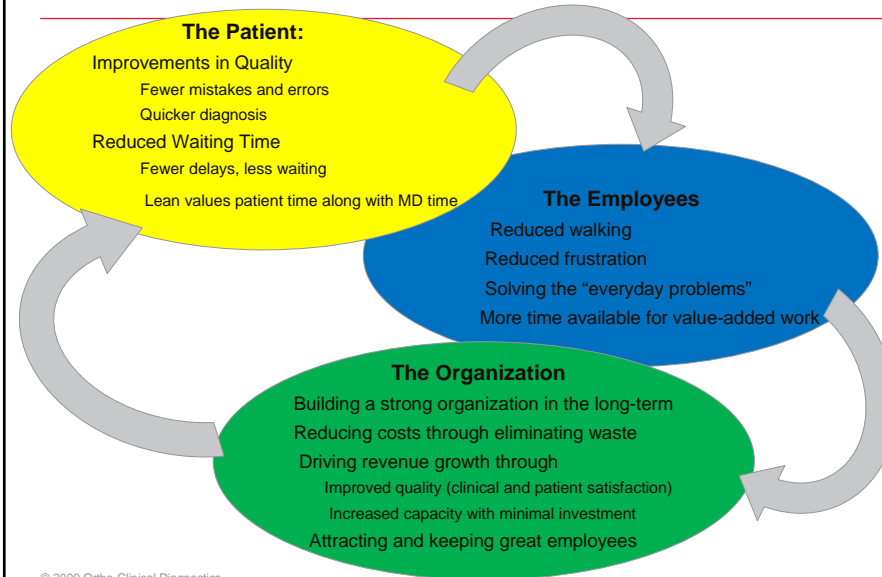 The Patient:
Improvements in Quality
Fewer mistakes and errors
Quicker diagnosis
Reduced Waiting Time
Fewer delays, less waiting
Lean values patient time along with MD time
The Employees
Reduced walking
Reduced frustration
Solving the “everyday problems”
More time available for value-added work
The Organization
Building a strong organization in the long-term
Reducing costs through eliminating waste
Driving revenue growth through
Improved quality (clinical and patient satisfaction)
Increased capacity with minimal investment
Attracting and keeping great employees
© 2009 Ortho-Clinical Diagnostics